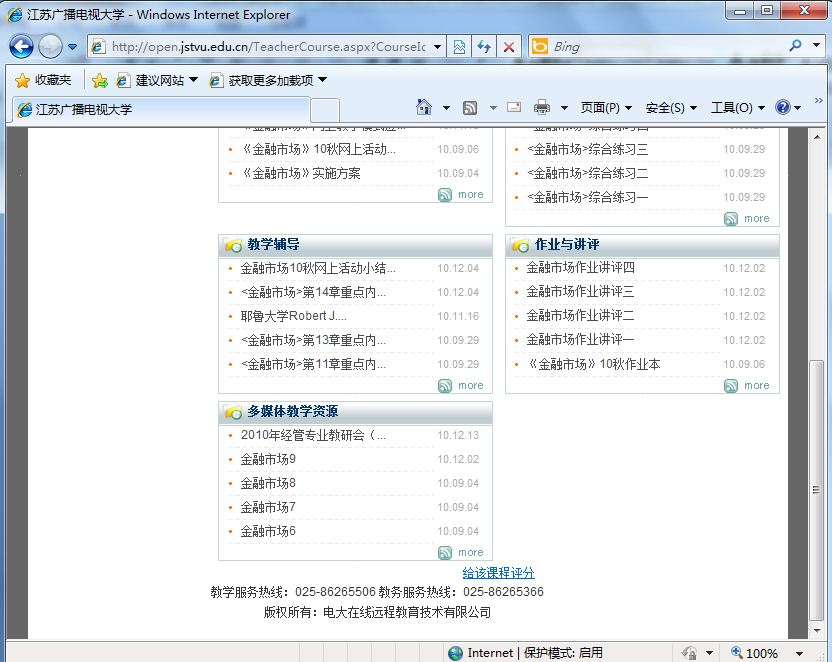 江苏广播电视大学 - Windows Internet Explorer
http://open.jstvu.edu.cn/TeacherCourse.aspx?CourseId
Bing
收藏夹
建议网站
获取更多加载项
江苏广播电视大学
页面(P)
安全(S)
工具(O)
《金融市场》10秋网上活动... 10.09.06
《金融市场》实施方案 10.09.04
more
<金融市场>综合练习三 10.09.29
<金融市场>综合练习二 10.09.29
<金融市场>综合练习一 10.09.29
more
教学辅导
金融市场10秋网上活动小结... 10.12.04
<金融市场>第14章重点内... 10.12.04
耶鲁大学Robert J.... 10.11.16
<金融市场>第13章重点内... 10.09.29
<金融市场>第11章重点内... 10.09.29
more
作业与讲评
金融市场作业讲评四 10.12.02
金融市场作业讲评三 10.12.02
金融市场作业讲评二 10.12.02
金融市场作业讲评一 10.12.02
《金融市场》10秋作业本 10.09.06
more
多媒体教学资源
2010年经管专业教研会（... 10.12.13
金融市场9 10.12.02
金融市场8 10.09.04
金融市场7 10.09.04
金融市场6 10.09.04
more
给该课程评分
教学服务热线：025-86265506 教务服务热线：025-86265366
版权所有：电大在线远程教育技术有限公司
Internet | 保护模式: 启用
100%